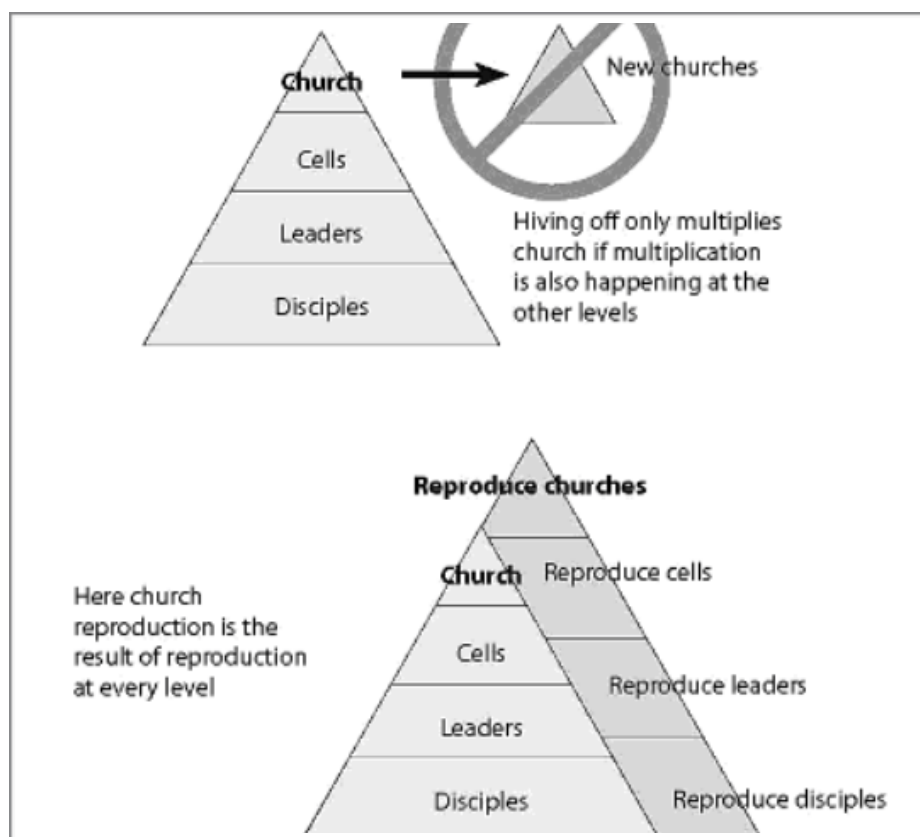 Church
New churches
Cells
Leaders
Disciples
Hiving off only multiplies
church if multiplication
is also happening at the
other levels
Reproduce churches
Church
Reproduce cells
Here church
reproduction is the
result of reproduction
at every level
Cells
Reproduce leaders
Leaders
Disciples
Reproduce disciples